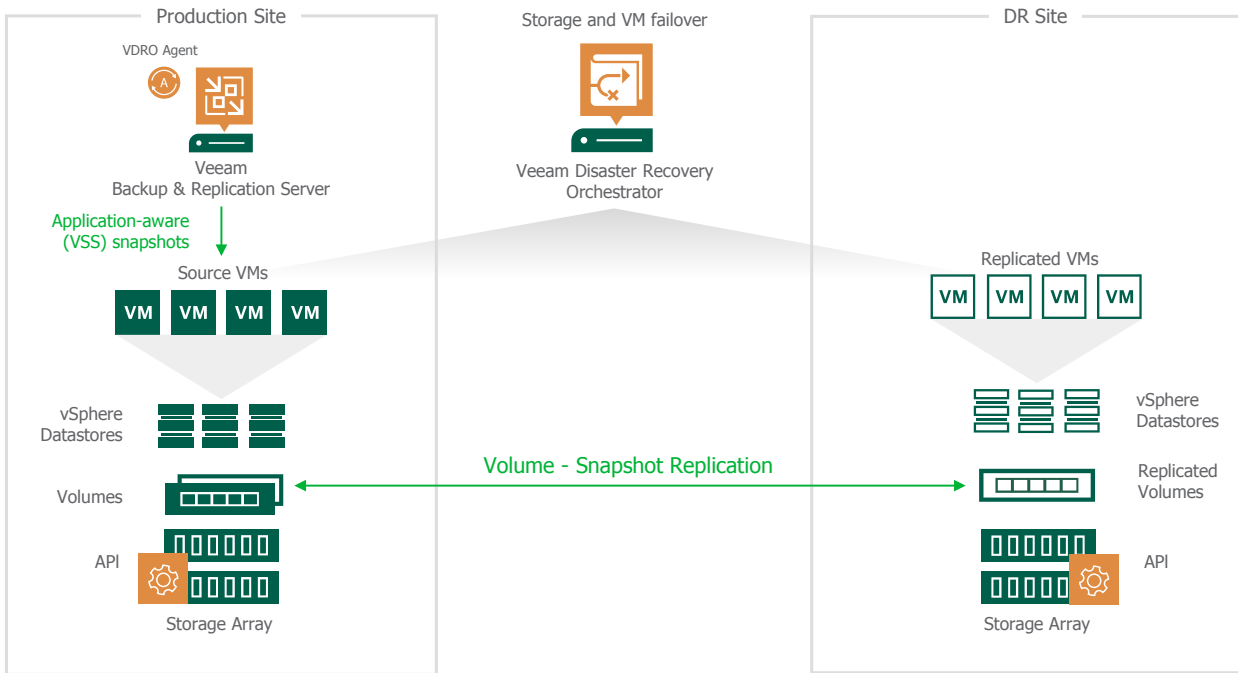 Production Site
Storage and VM failover
DR Site
VDRO Agent
A
Veeam
Backup & Replication Server
Veeam Disaster Recovery
Orchestrator
Application-aware
(VSS) snapshots
Source VMs
VM VM VM VM
Replicated VMs
VM VM VM VM
vSphere
Datastores
vSphere
Datastores
Volume - Snapshot Replication
Volumes
Replicated
Volumes
API
API
Storage Array
Storage Array